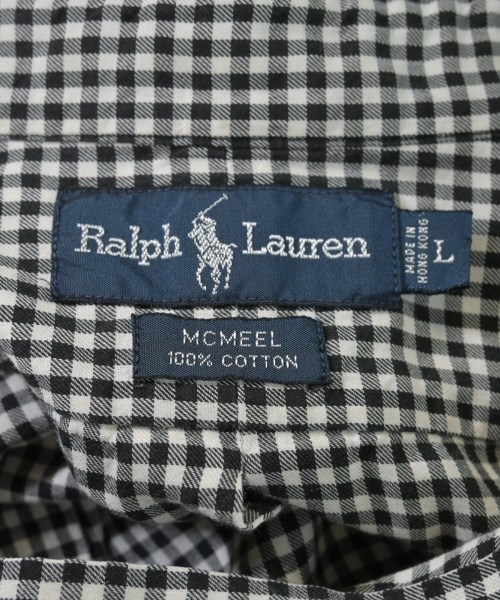 Ralph Lauren
MADE IN
HONG KONG
L
MCMEEL
100% COTTON